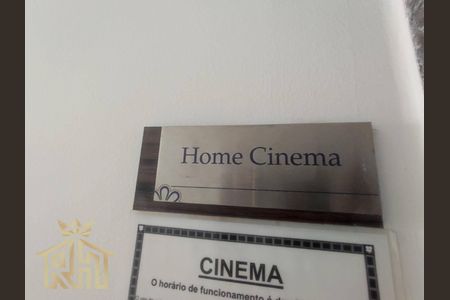 Home Cinema
CINEMA
O horário de funcionamento é d